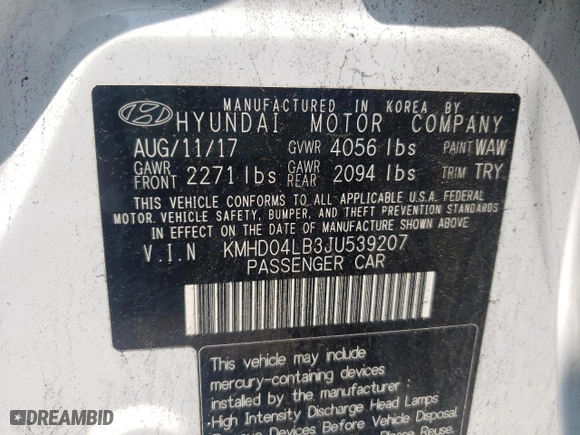 MANUFACTURED IN KOREA BY
HYUNDAI MOTOR COMPANY
AUG/11/17 GVWR 4056 lbs PAINT WAW
GAWR FRONT 2271 lbs GAWR REAR 2094 lbs TRIM TRY
THIS VEHICLE CONFORMS TO ALL APPLICABLE U.S.A. FEDERAL
MOTOR VEHICLE SAFETY, BUMPER, AND THEFT PREVENTION STANDARDS
IN EFFECT ON THE DATE OF MANUFACTURE SHOWN ABOVE.
V.I.N KMHD04LB3JU539207
PASSENGER CAR
This vehicle may include
mercury-containing devices
installed by the manufacturer :
·High Intensity Discharge Head Lamps
Devices Before Vehicle Disposal
Please Reuse,
DREAMBID